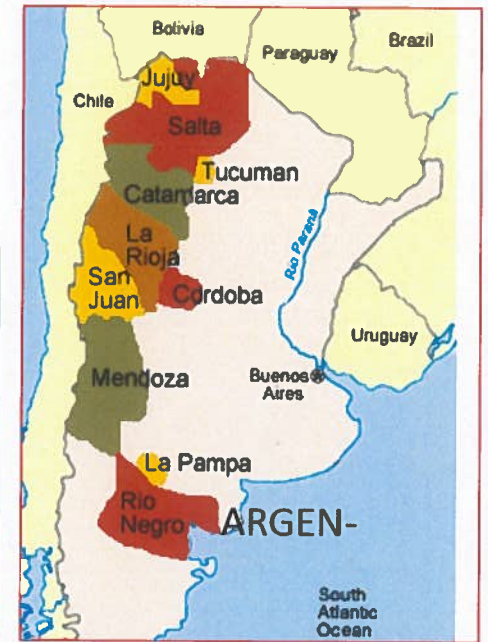 Bolivia
Paraguay
Brazil
Jujuy
Chile
Salta
Tucuman
Catamarca
Rio Paraná
La
Rioja
San
Juan
Cordoba
Uruguay
Mendoza
Buenos
Aires
La Pampa
Rio
Negro
ARGEN-
South
Atlantic
Ocean